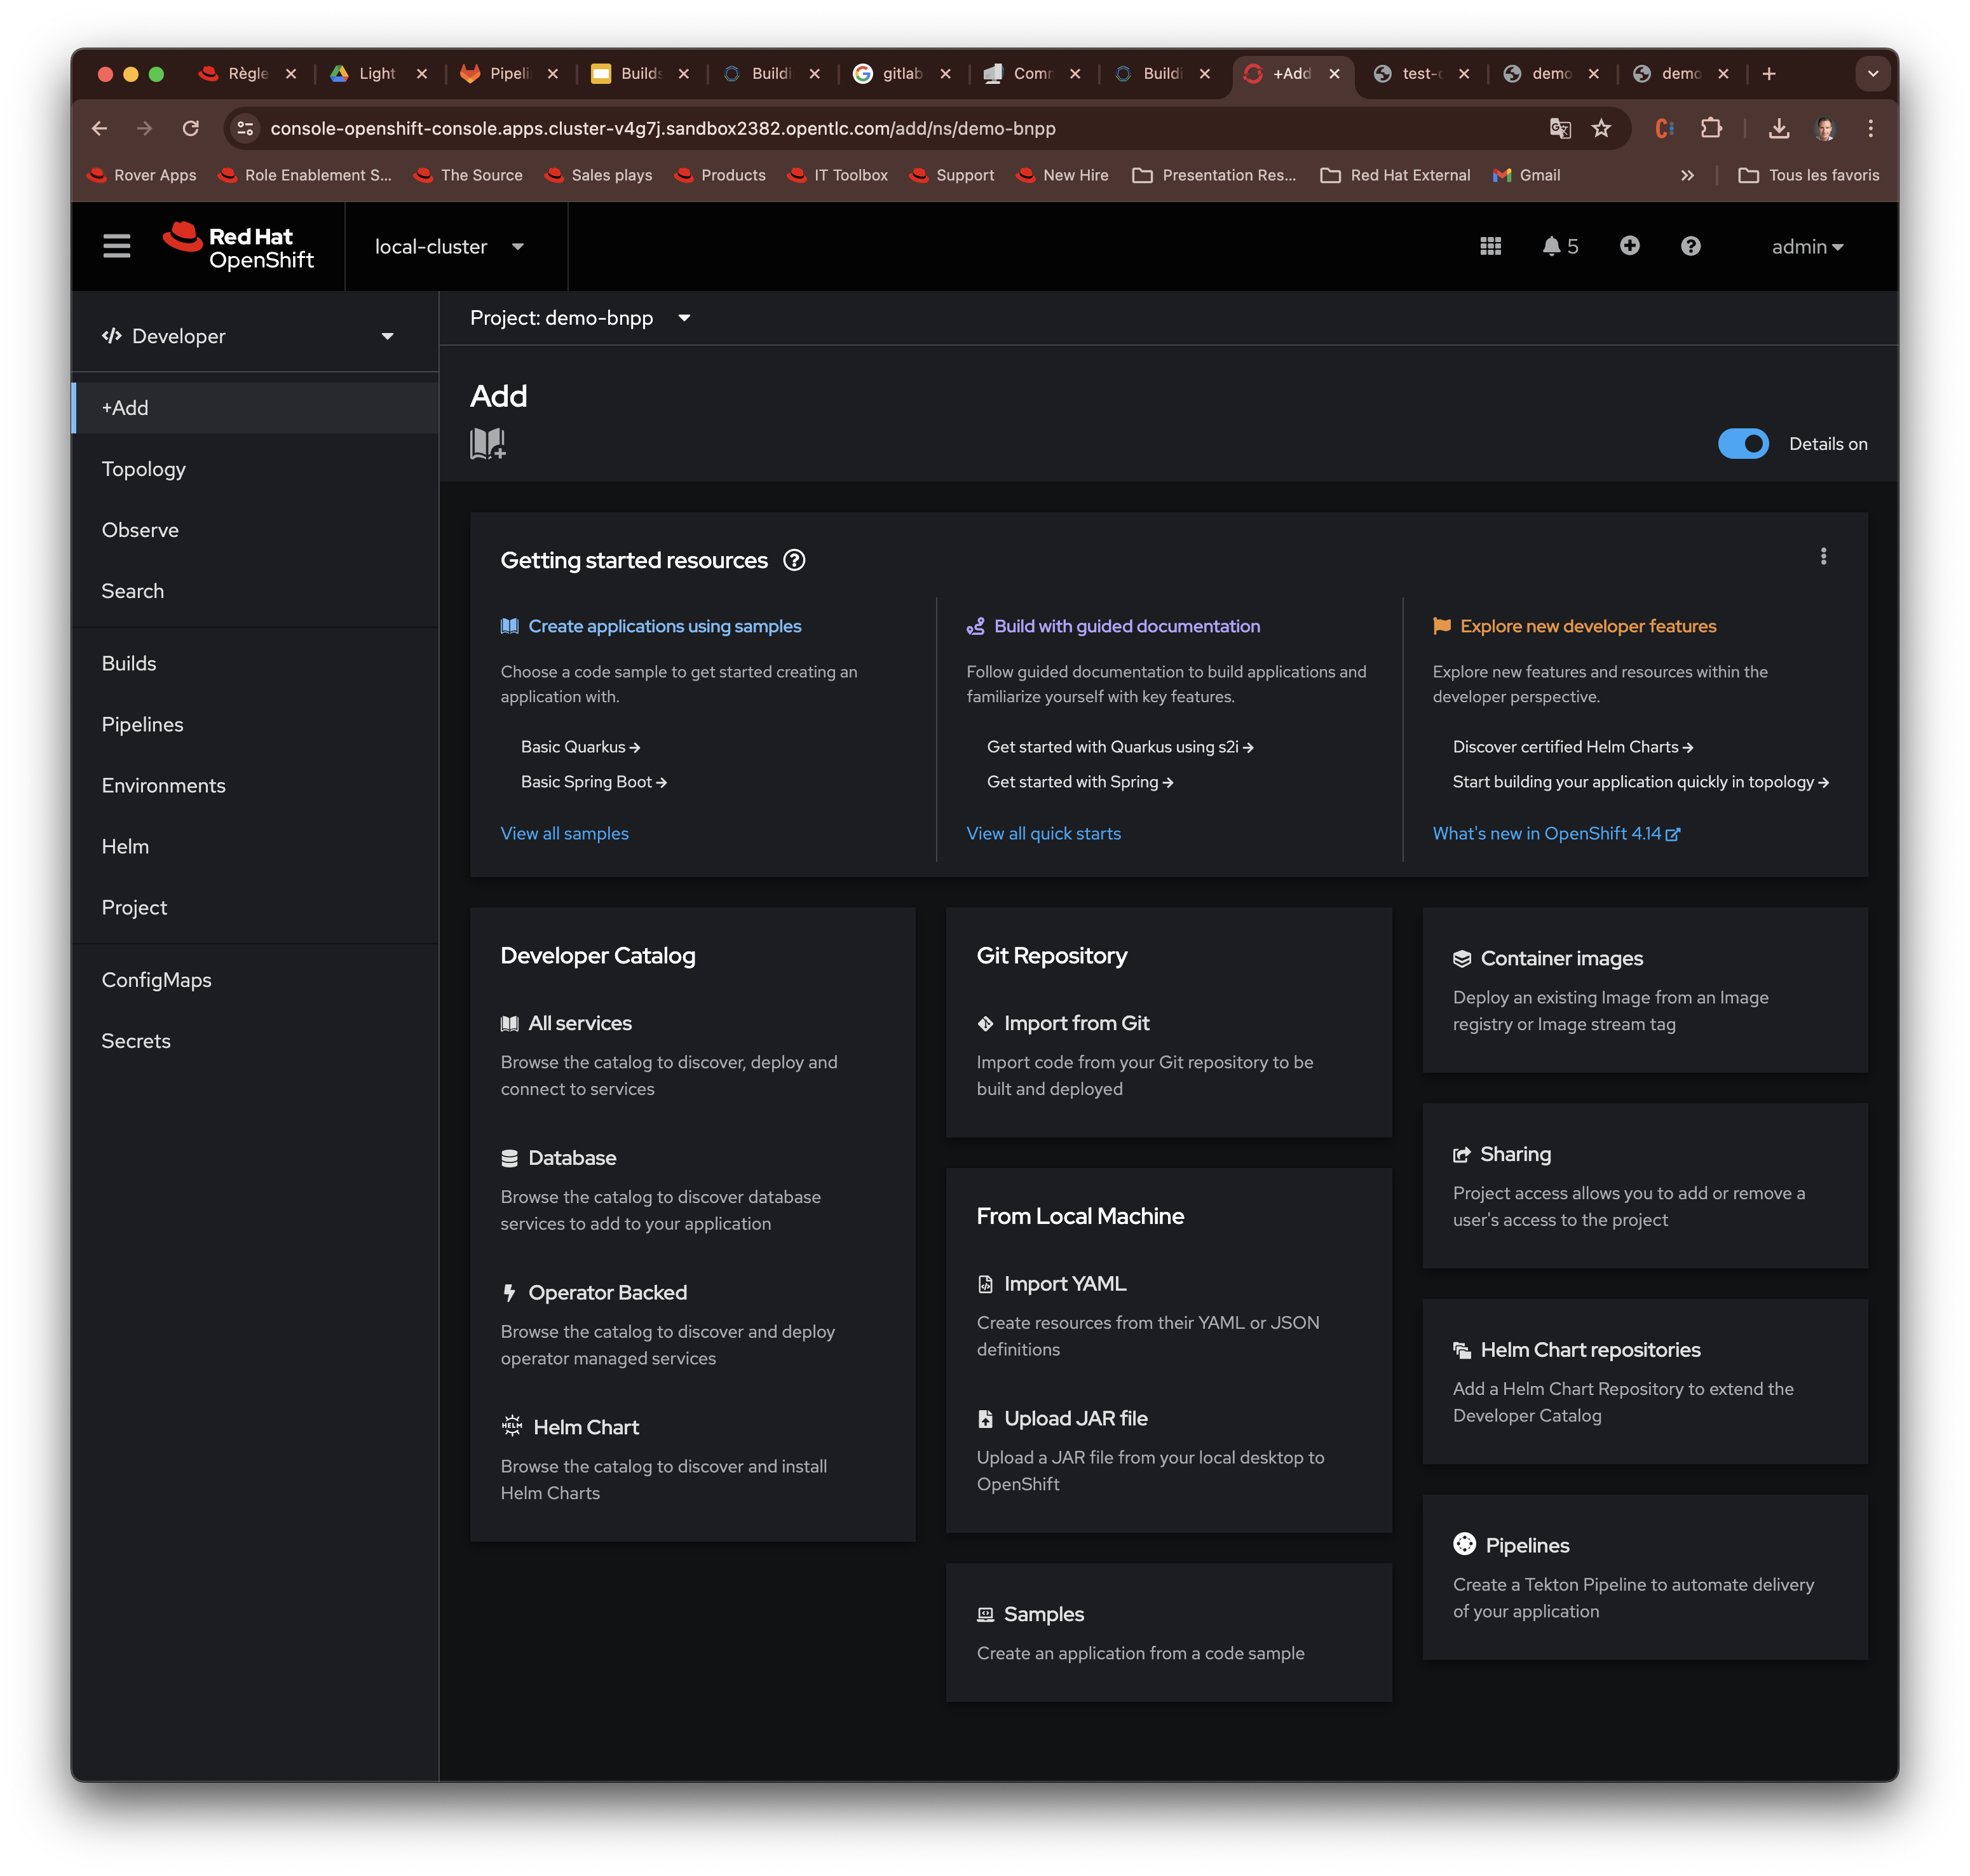 Règle
Light
Pipeli
Builds
Buildi
gitlab
Com
Buildi
+Add
test-
demo
demo
console-openshift-console.apps.cluster-v4g7j.sandbox2382.opentlc.com/add/ns/demo-bnpp
Rover Apps
Role Enablement S...
The Source
Sales plays
Products
IT Toolbox
Support
New Hire
Presentation Res...
Red Hat External
Gmail
Tous les favoris
Red Hat
OpenShift
local-cluster
5
admin
Developer
+Add
Topology
Observe
Search
Builds
Pipelines
Environments
Helm
Project
ConfigMaps
Secrets
Project: demo-bnpp
Add
Details on
Getting started resources
Create applications using samples
Choose a code sample to get started creating an
application with.
Basic Quarkus
Basic Spring Boot
View all samples
Build with guided documentation
Follow guided documentation to build applications and
familiarize yourself with key features.
Get started with Quarkus using s2i
Get started with Spring
View all quick starts
Explore new developer features
Explore new features and resources within the
developer perspective.
Discover certified Helm Charts
Start building your application quickly in topology
What's new in OpenShift 4.14
Developer Catalog
All services
Browse the catalog to discover, deploy and
connect to services
Database
Browse the catalog to discover database
services to add to your application
Operator Backed
Browse the catalog to discover and deploy
operator managed services
HELM
Helm Chart
Browse the catalog to discover and install
Helm Charts
Git Repository
Import from Git
Import code from your Git repository to be
built and deployed
From Local Machine
Import YAML
Create resources from their YAML or JSON
definitions
Upload JAR file
Upload a JAR file from your local desktop to
OpenShift
Samples
Create an application from a code sample
Container images
Deploy an existing Image from an Image
registry or Image stream tag
Sharing
Project access allows you to add or remove a
user's access to the project
Helm Chart repositories
Add a Helm Chart Repository to extend the
Developer Catalog
Pipelines
Create a Tekton Pipeline to automate delivery
of your application